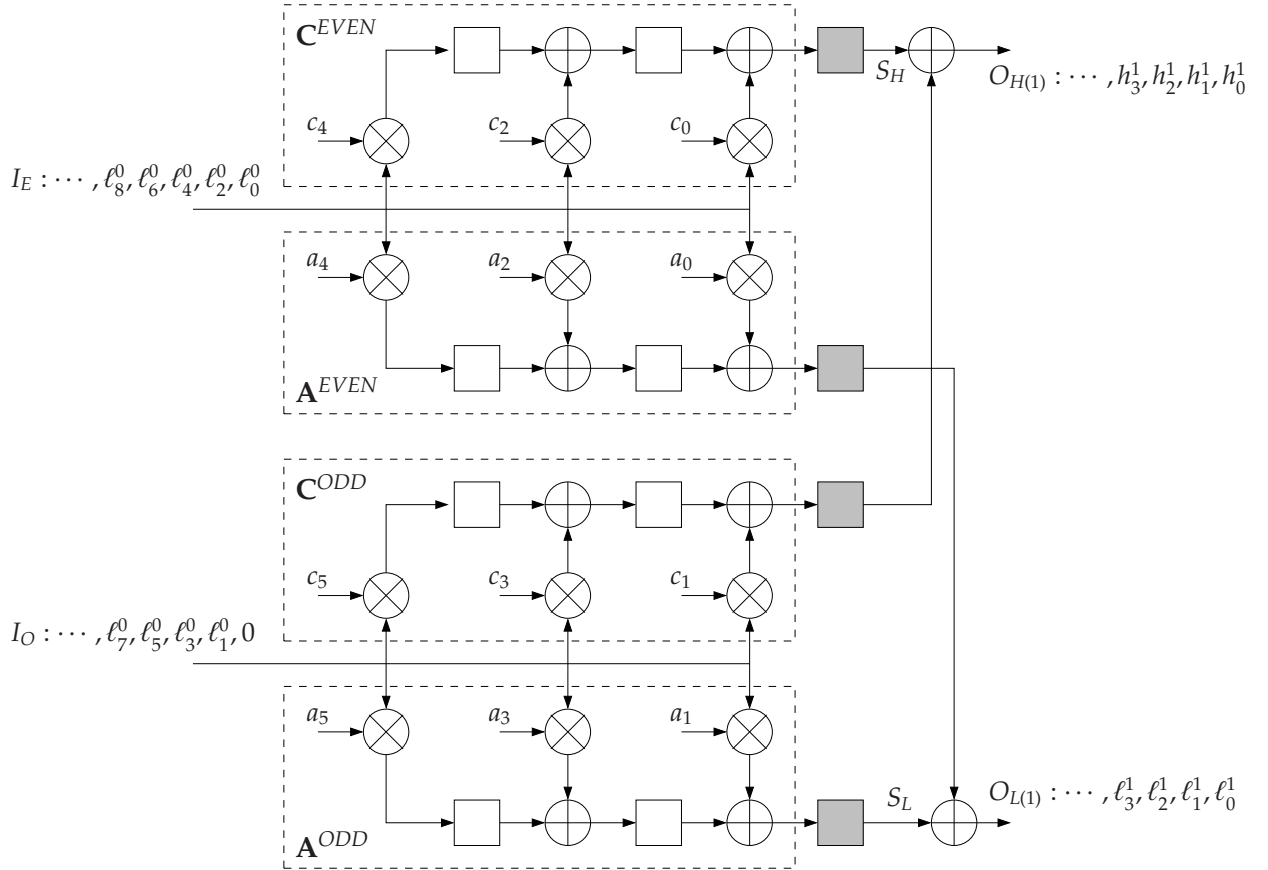 C^EVEN
S_H
O_H(1) : ⋯ , h_3^1, h_2^1, h_1^1, h_0^1
c_4 c_2 c_0
I_E : ⋯ , ℓ_8^0, ℓ_6^0, ℓ_4^0, ℓ_2^0, ℓ_0^0
a_4 a_2 a_0
A^EVEN
C^ODD
c_5 c_3 c_1
I_O : ⋯ , ℓ_7^0, ℓ_5^0, ℓ_3^0, ℓ_1^0, 0
a_5 a_3 a_1
S_L
O_L(1) : ⋯ , ℓ_3^1, ℓ_2^1, ℓ_1^1, ℓ_0^1
A^ODD